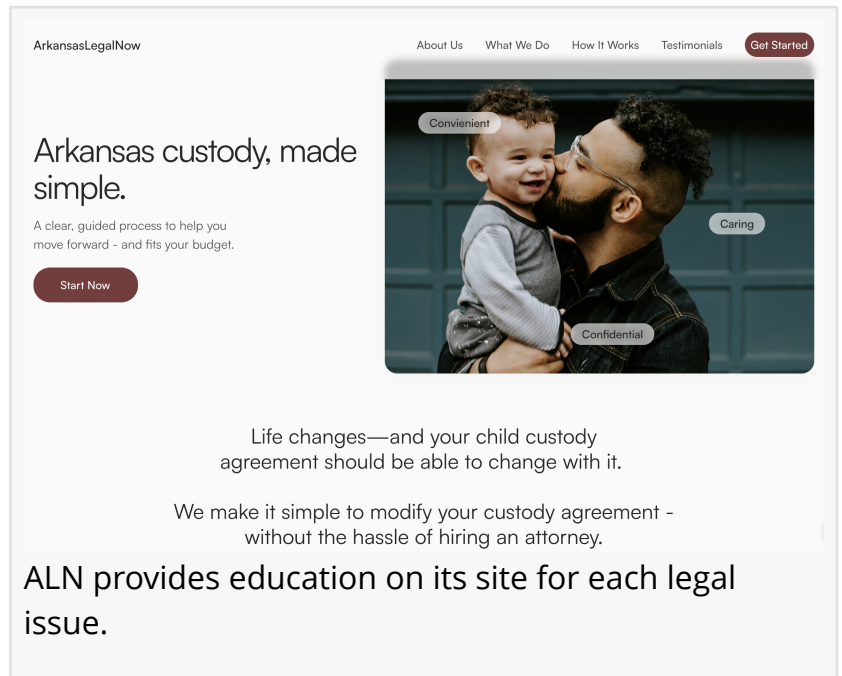 ArkansasLegalNow
About Us What We Do How It Works Testimonials Get Started
Arkansas custody, made
simple.
A clear, guided process to help you
move forward - and fits your budget.
Start Now
Convienient
Caring
Confidential
Life changes—and your child custody
agreement should be able to change with it.
We make it simple to modify your custody agreement -
without the hassle of hiring an attorney.
ALN provides education on its site for each legal
issue.